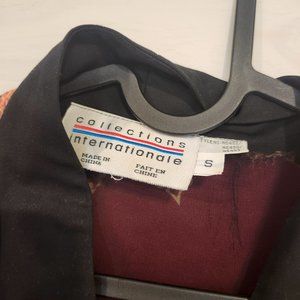 collections
internationale
MADE IN FAIT EN
CHINA CHINE
S